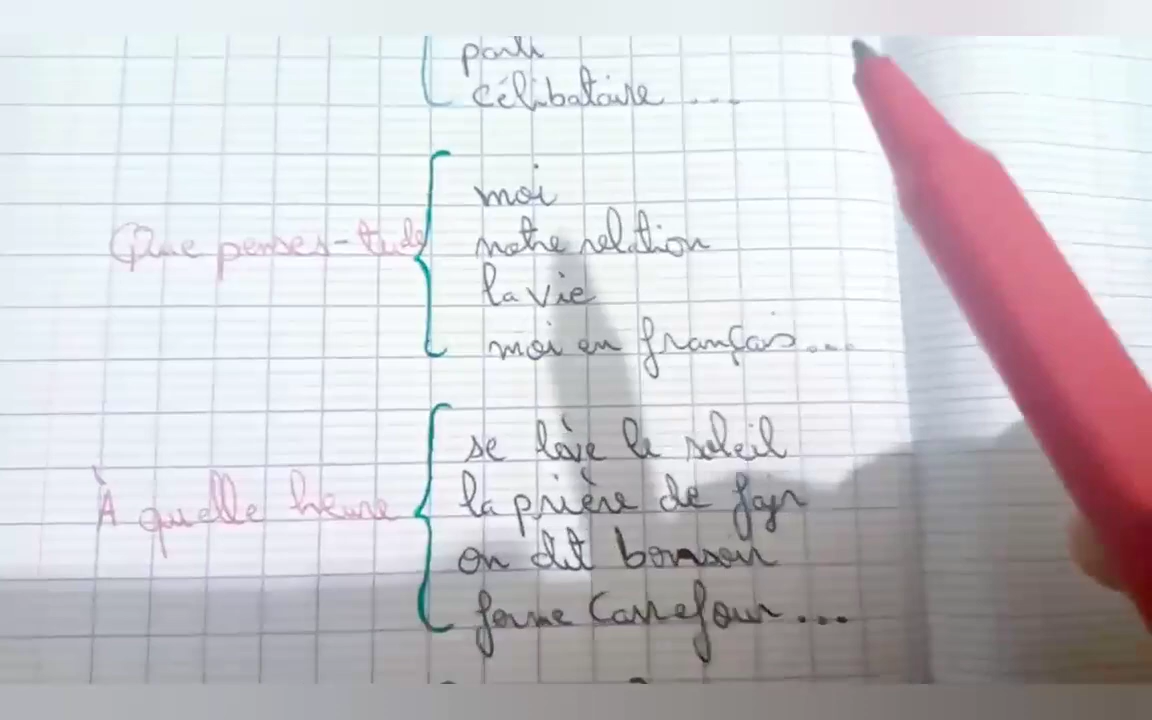 parti
célibataire ...
moi
Que penses-tu de
notre relation
la vie
moi en français...
se lève le soleil
À quelle heure
la prière de fajr
on dit bonsoir
ferme Carrefour ...